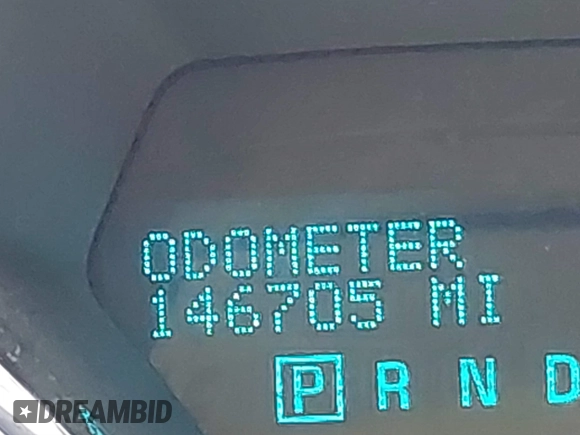 ODOMETER
146705 MI
P R N D
DREAMBID